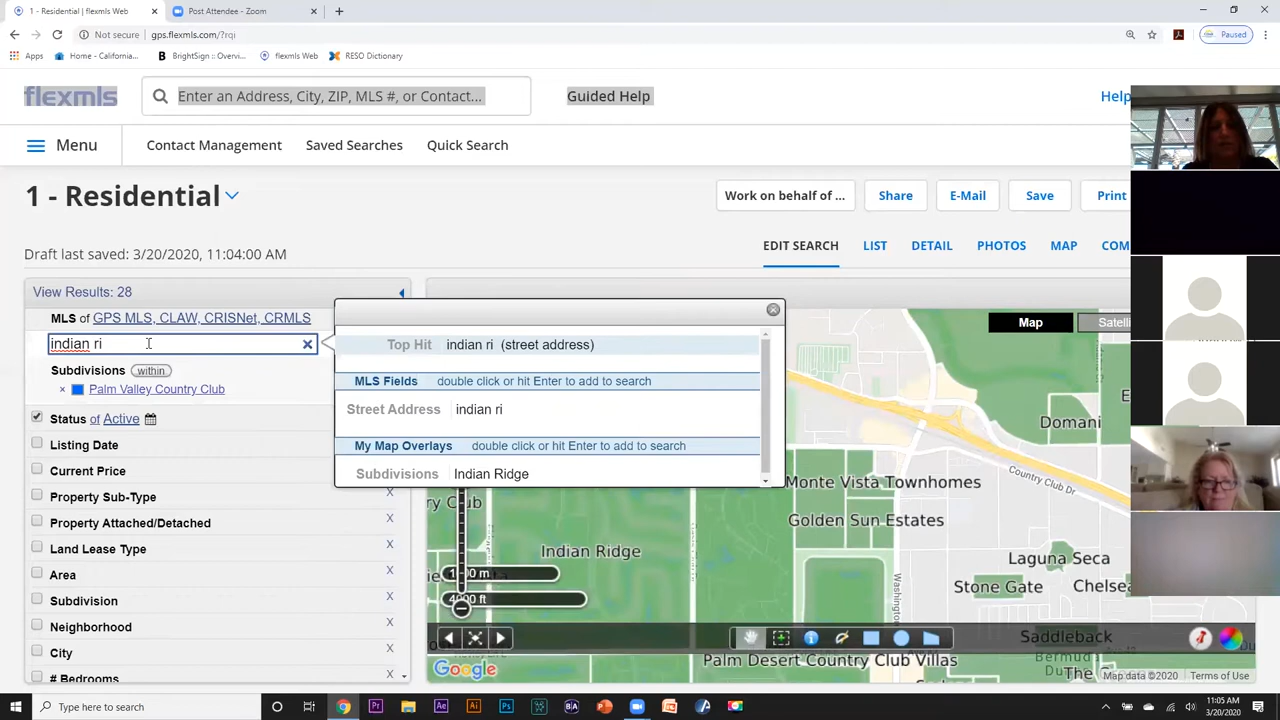 1 - Residential | flexmls Web
Post Attendee - Zoom
Not secure gps.flexmls.com/?rqi
Paused
Apps Home - California... BrightSign :: Overvi... flexmls Web RESO Dictionary
flexmls Enter an Address, City, ZIP, MLS #, or Contact... Guided Help Help
Menu Contact Management Saved Searches Quick Search
1 - Residential
Work on behalf of ... Share E-Mail Save Print
Draft last saved: 3/20/2020, 11:04:00 AM
EDIT SEARCH LIST DETAIL PHOTOS MAP COM
View Results: 28
MLS of GPS MLS, CLAW, CRISNet, CRMLS
indian ri
Subdivisions within
× Palm Valley Country Club
Status of Active
Listing Date
Current Price
Property Sub-Type
Property Attached/Detached X
Land Lease Type X
Area X
Subdivision X
Neighborhood X
City X
# Bedrooms X
Top Hit indian ri (street address)
MLS Fields double click or hit Enter to add to search
Street Address indian ri
My Map Overlays double click or hit Enter to add to search
Subdivisions Indian Ridge
Map Satelli
Domani
Country Club Dr
Monte Vista Townhomes
ry Club
Golden Sun Estates
Indian Ridge
Laguna Seca
Stone Gate Chelse
Washington
4000 ft
Saddleback
Palm Desert Country Club Villas
Bermuda
Du
The
Google
Map data ©2020 Terms of Use
Type here to search
11:05 AM
3/20/2020